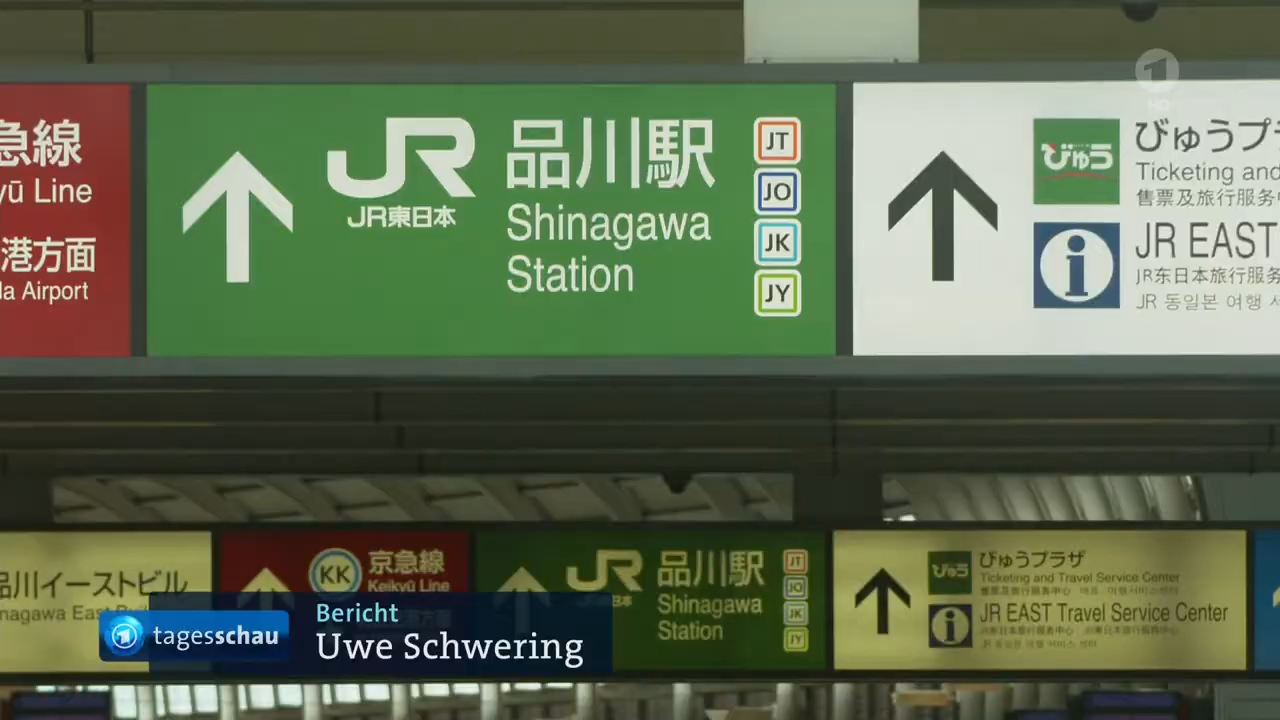 急線
yū Line
港方面
da Airport
JR
JR東日本
品川駅
Shinagawa
Station
JT
JO
JK
JY
びゅう
びゅうプラ
Ticketing and
售票及旅行服务
i
JR EAST
JR东日本旅行服务
JR 동일본 여행 서
1
HD
品川イーストビル
nagawa East
KK
京急線
Keikyū Line
JR
品川駅
Shinagawa
Station
JT
JO
JK
JY
びゅう
びゅうプラザ
Ticketing and Travel Service Center
i
JR EAST Travel Service Center
1
tagesschau
Bericht
Uwe Schwering